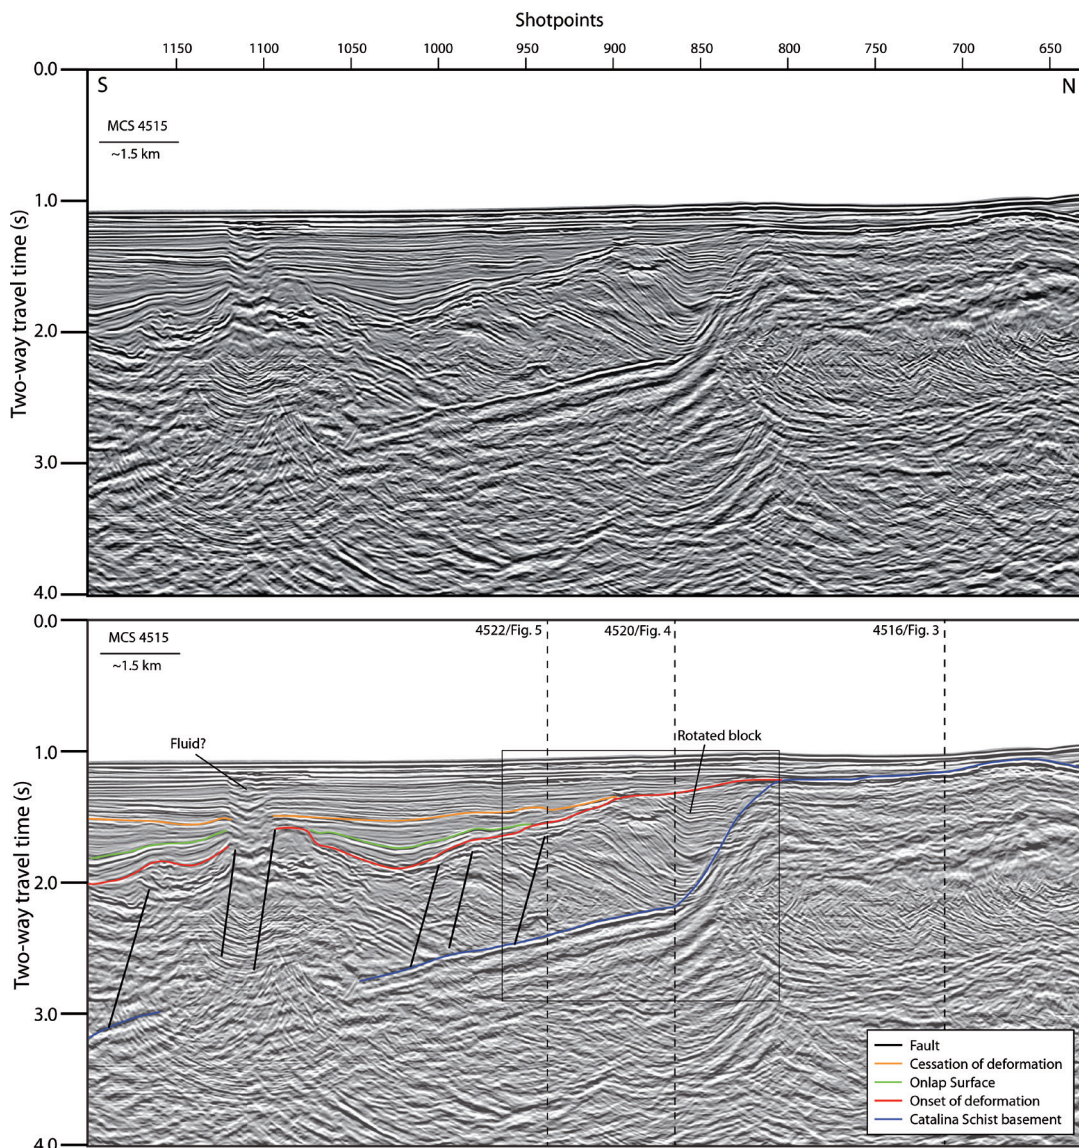 Shotpoints
1150 1100 1050 1000 950 900 850 800 750 700 650
0.0
S N
MCS 4515
~1.5 km
1.0
Two-way travel time (s)
2.0
3.0
4.0
0.0
4522/Fig. 5 4520/Fig. 4 4516/Fig. 3
MCS 4515
~1.5 km
Rotated block
Fluid?
1.0
Two-way travel time (s)
2.0
3.0
Fault
Cessation of deformation
Onlap Surface
Onset of deformation
Catalina Schist basement
4.0